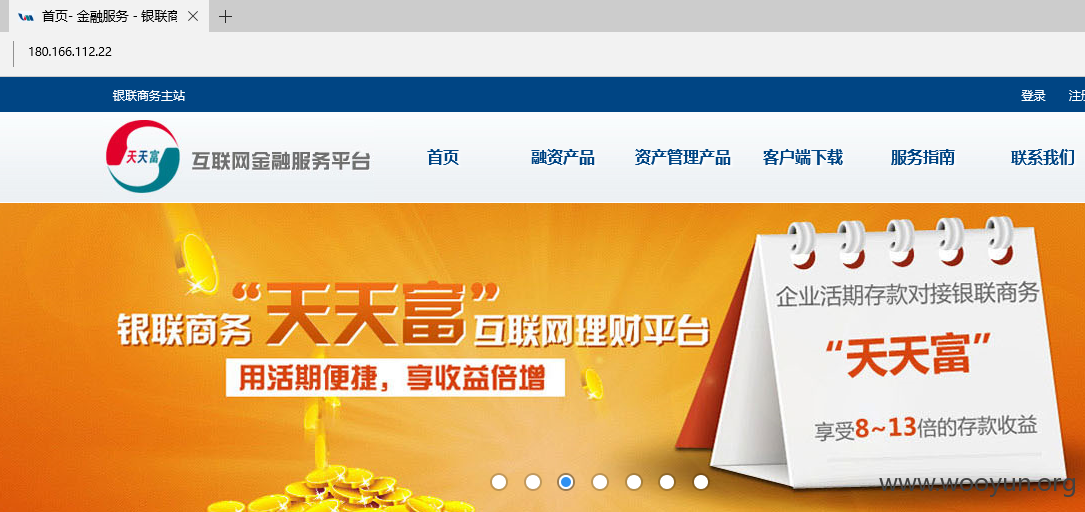 首页- 金融服务 - 银联商
180.166.112.22
银联商务主站 登录 注册
天天富 互联网金融服务平台 首页 融资产品 资产管理产品 客户端下载 服务指南 联系我们
“天天富”
银联商务 互联网理财平台
用活期便捷，享收益倍增
企业活期存款对接银联商务
“天天富”
享受8~13倍的存款收益
www.wooyun.org